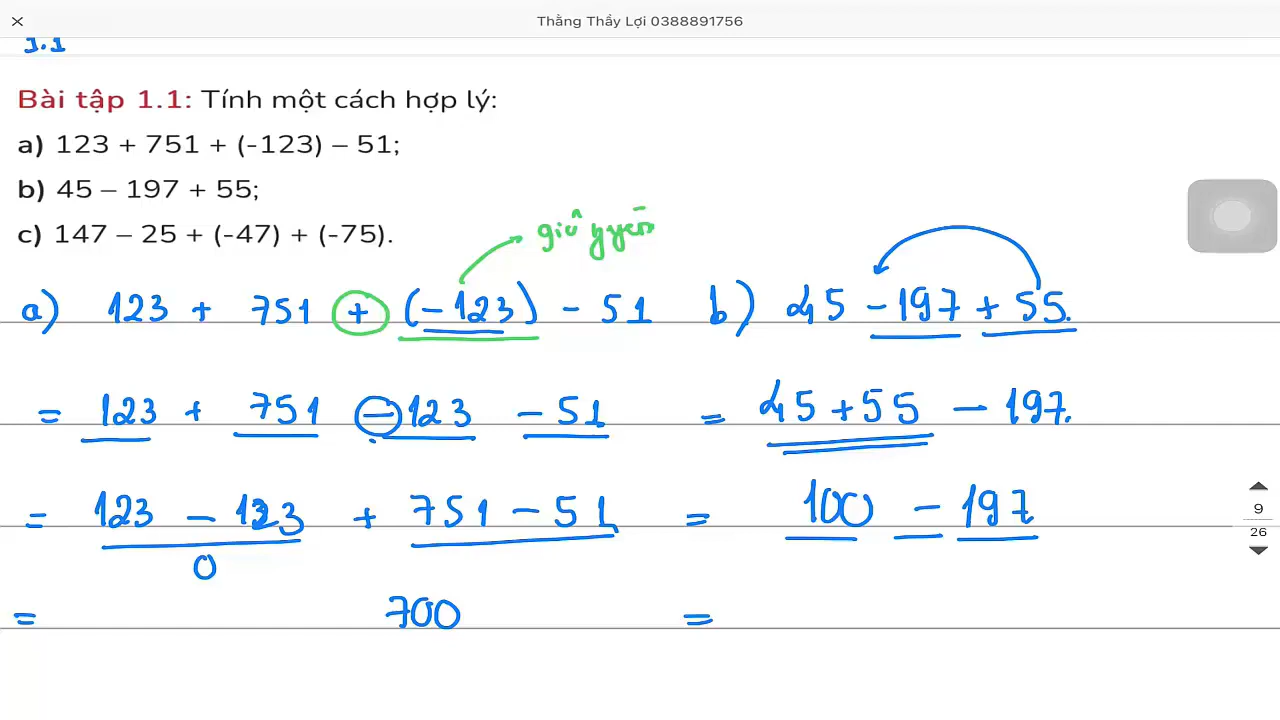 Thằng Thầy Lợi 0388891756
1.1
Bài tập 1.1: Tính một cách hợp lý:
a) 123 + 751 + (-123) – 51;
b) 45 – 197 + 55;
c) 147 – 25 + (-47) + (-75).
giữ nguyên
a) 123 + 751 + (-123) - 51
= 123 + 751 - 123 - 51
= 123 - 123 + 751 - 51
0
= 700
b) 45 - 197 + 55.
= 45 + 55 - 197.
= 100 - 197
=
9
26